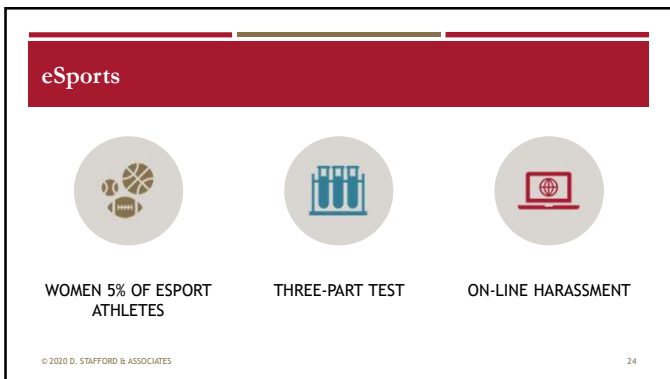 eSports
WOMEN 5% OF ESPORT
ATHLETES
THREE-PART TEST
ON-LINE HARASSMENT
© 2020 D. STAFFORD & ASSOCIATES
24